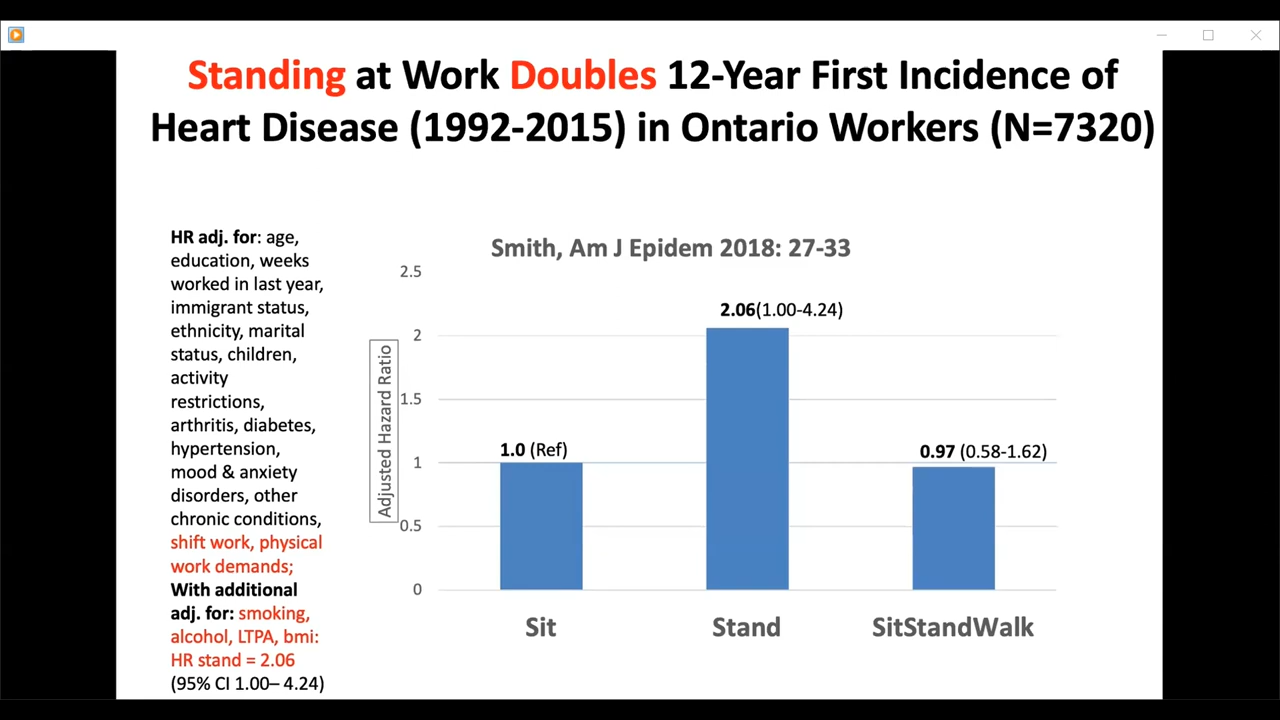 Standing at Work Doubles 12-Year First Incidence of
Heart Disease (1992-2015) in Ontario Workers (N=7320)
HR adj. for: age,
education, weeks
worked in last year,
immigrant status,
ethnicity, marital
status, children,
activity
restrictions,
arthritis, diabetes,
hypertension,
mood & anxiety
disorders, other
chronic conditions,
shift work, physical
work demands;
With additional
adj. for: smoking,
alcohol, LTPA, bmi:
HR stand = 2.06
(95% CI 1.00– 4.24)
Smith, Am J Epidem 2018: 27-33
Adjusted Hazard Ratio
2.5
2
1.5
1
0.5
0
1.0 (Ref)
2.06(1.00-4.24)
0.97 (0.58-1.62)
Sit
Stand
SitStandWalk